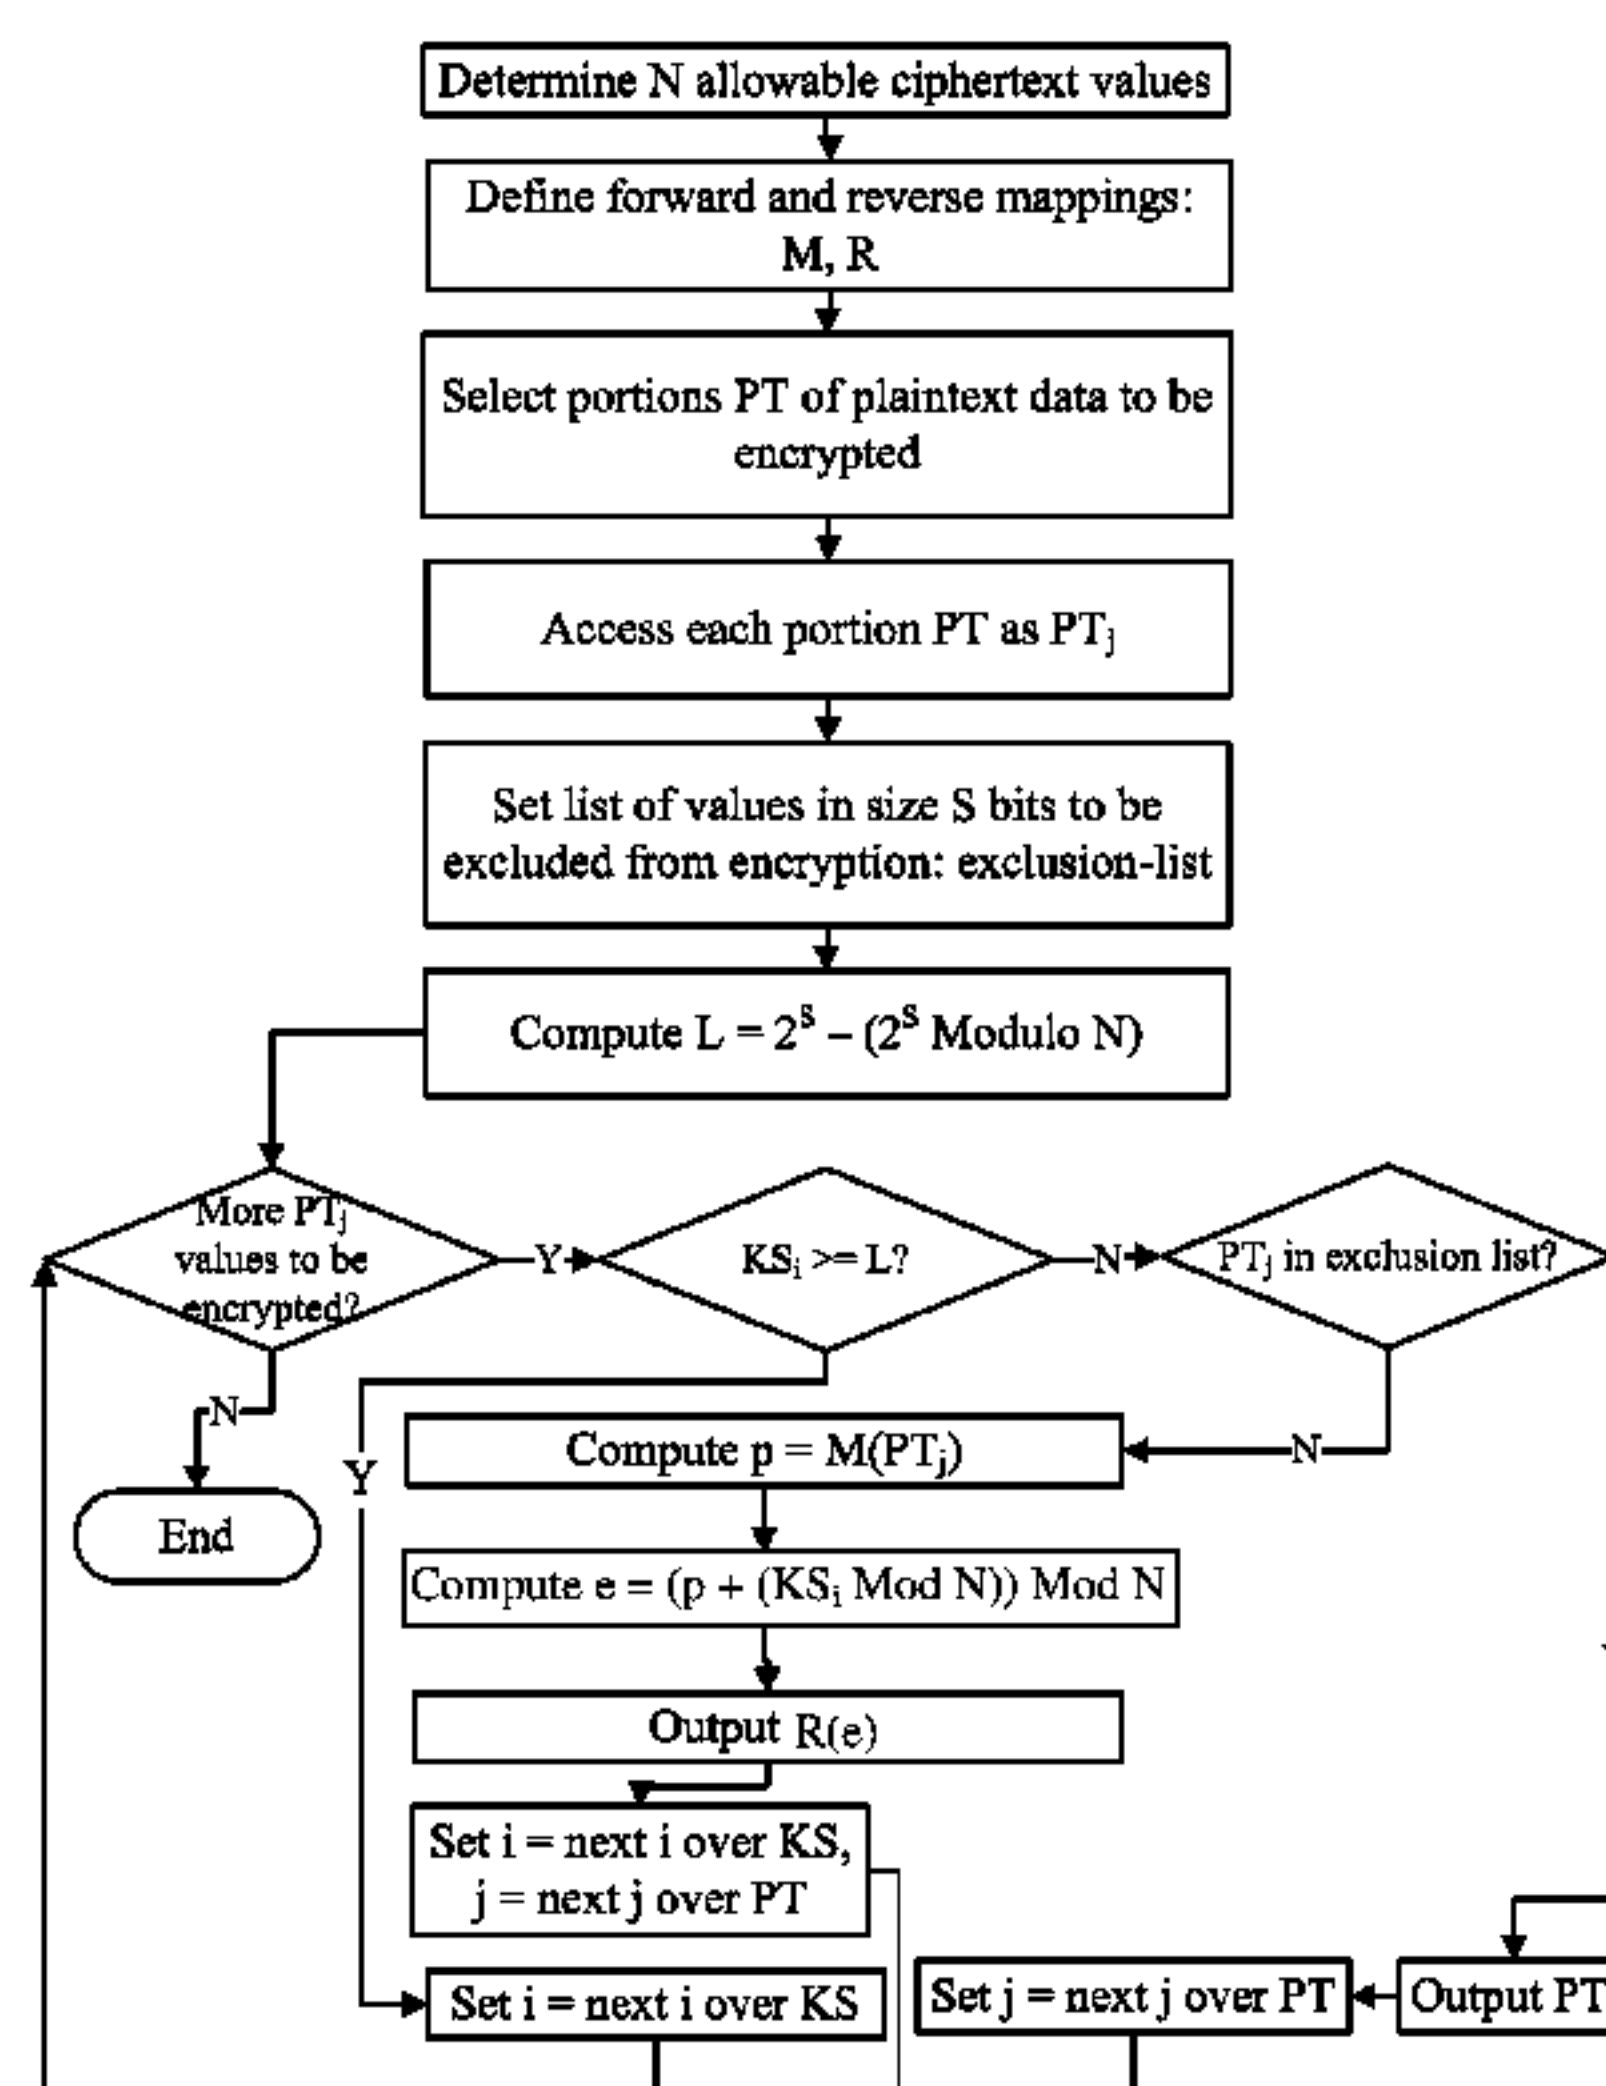 Determine N allowable ciphertext values
Define forward and reverse mappings:
M, R
Select portions PT of plaintext data to be
encrypted
Access each portion PT as PTj
Set list of values in size S bits to be
excluded from encryption: exclusion-list
Compute L = 2^S – (2^S Modulo N)
More PTj
values to be
encrypted?
Y
KSi >= L?
N
PTj in exclusion list?
N
Y
Compute p = M(PTj)
N
End
Compute e = (p + (KSi Mod N)) Mod N
Output R(e)
Set i = next i over KS,
j = next j over PT
Set i = next i over KS
Set j = next j over PT
Output PT